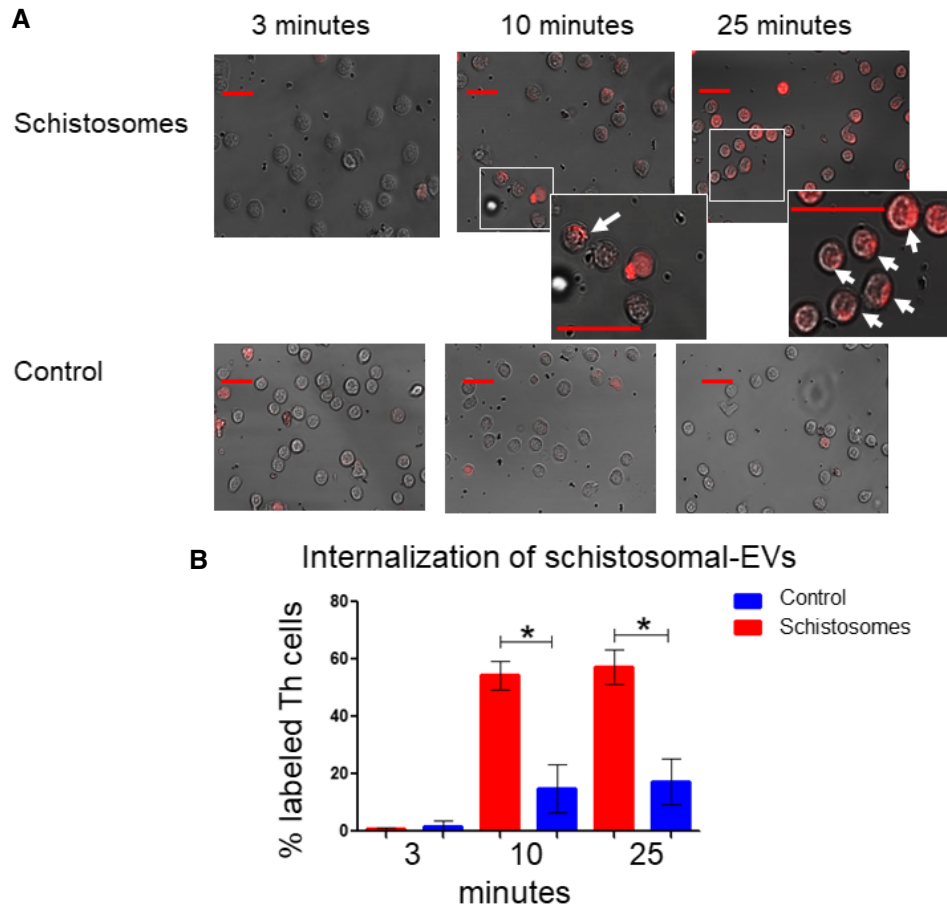 A
3 minutes 10 minutes 25 minutes
Schistosomes
Control
B
Internalization of schistosomal-EVs
Control
Schistosomes
% labeled Th cells
80
60
40
20
0
* *
3 10 25
minutes